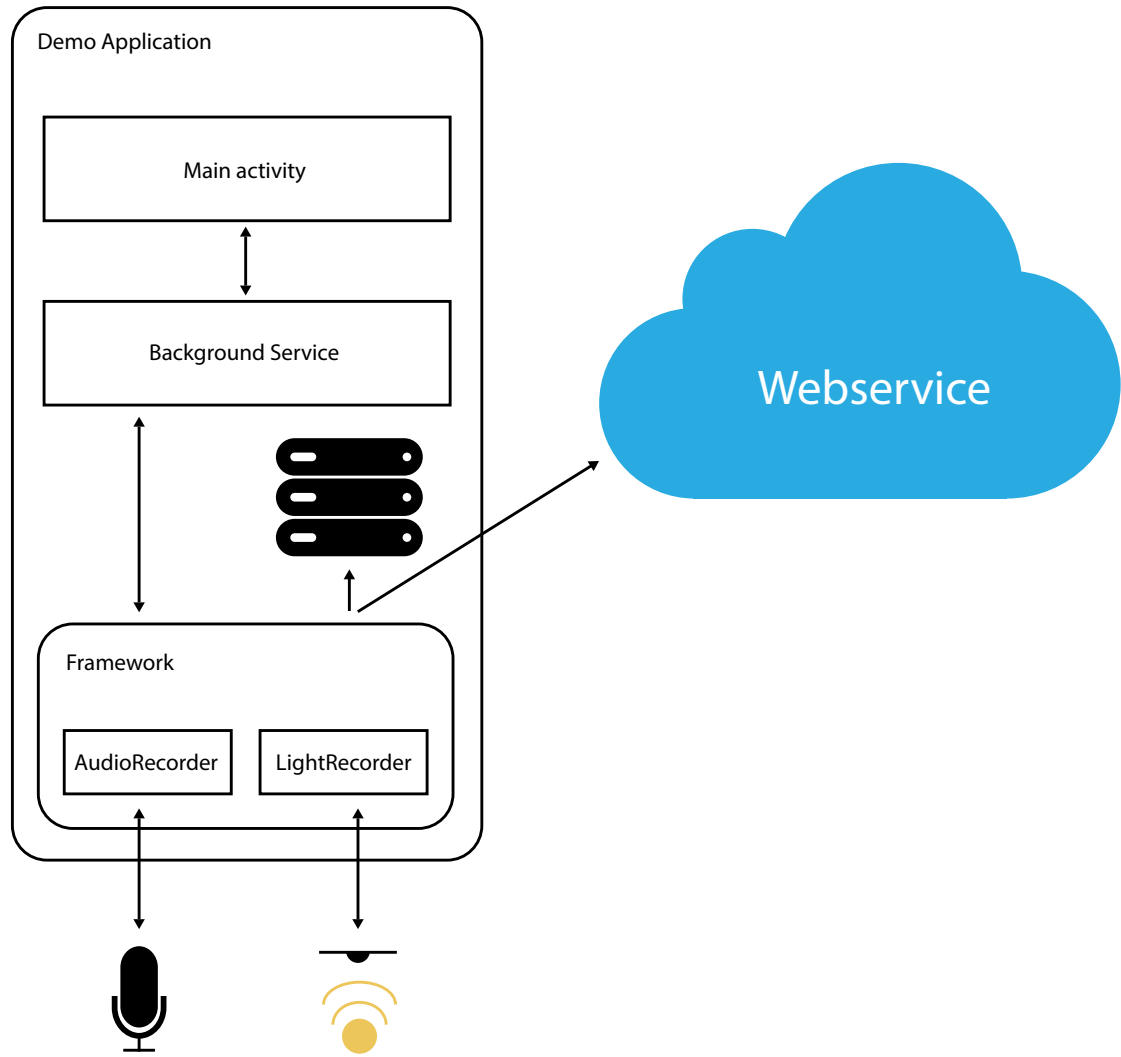 Demo Application
Main activity
Background Service
Webservice
Framework
AudioRecorder
LightRecorder